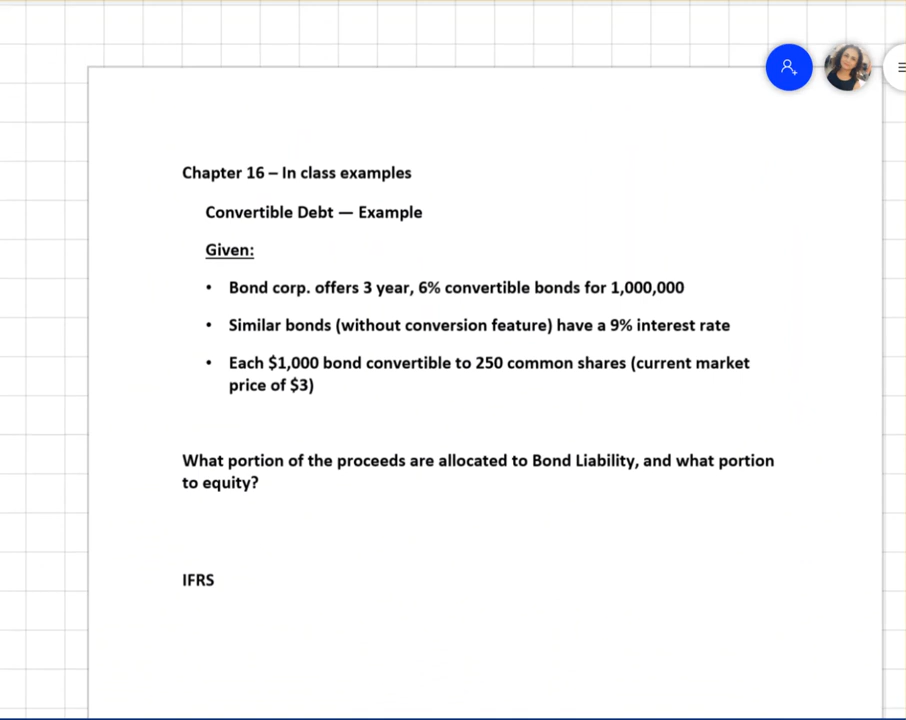 Chapter 16 – In class examples
Convertible Debt — Example
Given:
• Bond corp. offers 3 year, 6% convertible bonds for 1,000,000
• Similar bonds (without conversion feature) have a 9% interest rate
• Each $1,000 bond convertible to 250 common shares (current market
price of $3)
What portion of the proceeds are allocated to Bond Liability, and what portion
to equity?
IFRS